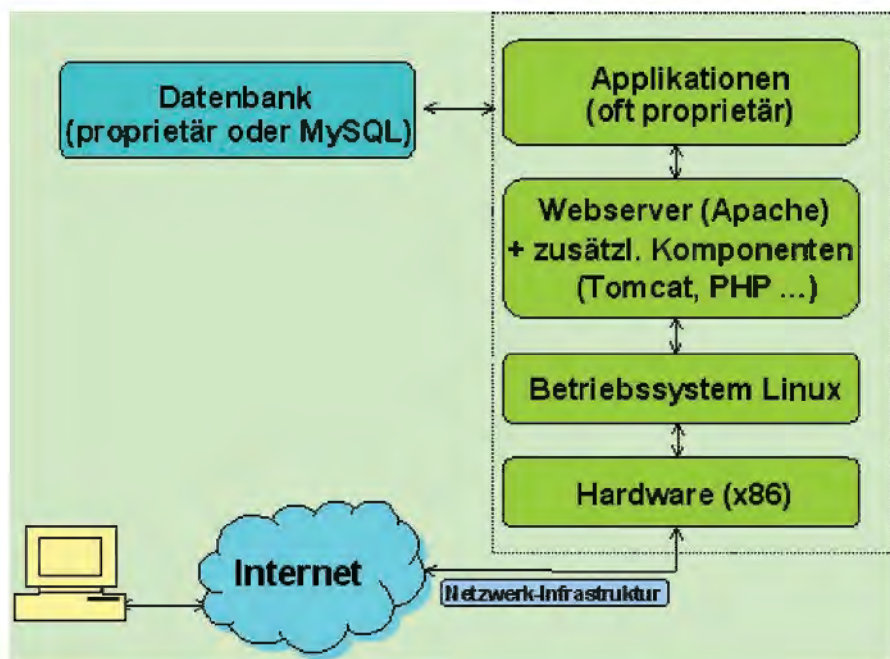 Datenbank
(proprietär oder MySQL)
Applikationen
(oft proprietär)
Webserver (Apache)
+ zusätzl. Komponenten
(Tomcat, PHP ...)
Betriebssystem Linux
Hardware (x86)
Internet
Netzwerk-Infrastruktur